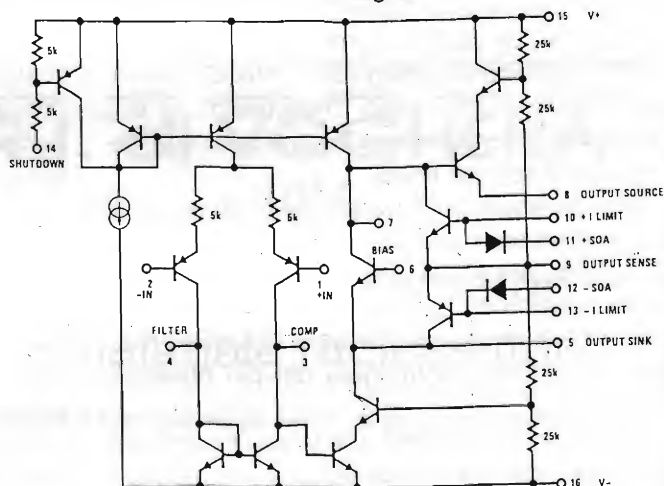 15 V+
5k
25k
5k
25k
14
SHUTDOWN
8 OUTPUT SOURCE
5k
5k
10 + I LIMIT
7
11 + SOA
BIAS
9 OUTPUT SENSE
6
2
-IN
1
+IN
12 - SOA
13 - I LIMIT
FILTER
COMP
5 OUTPUT SINK
4
3
25k
25k
16 V-